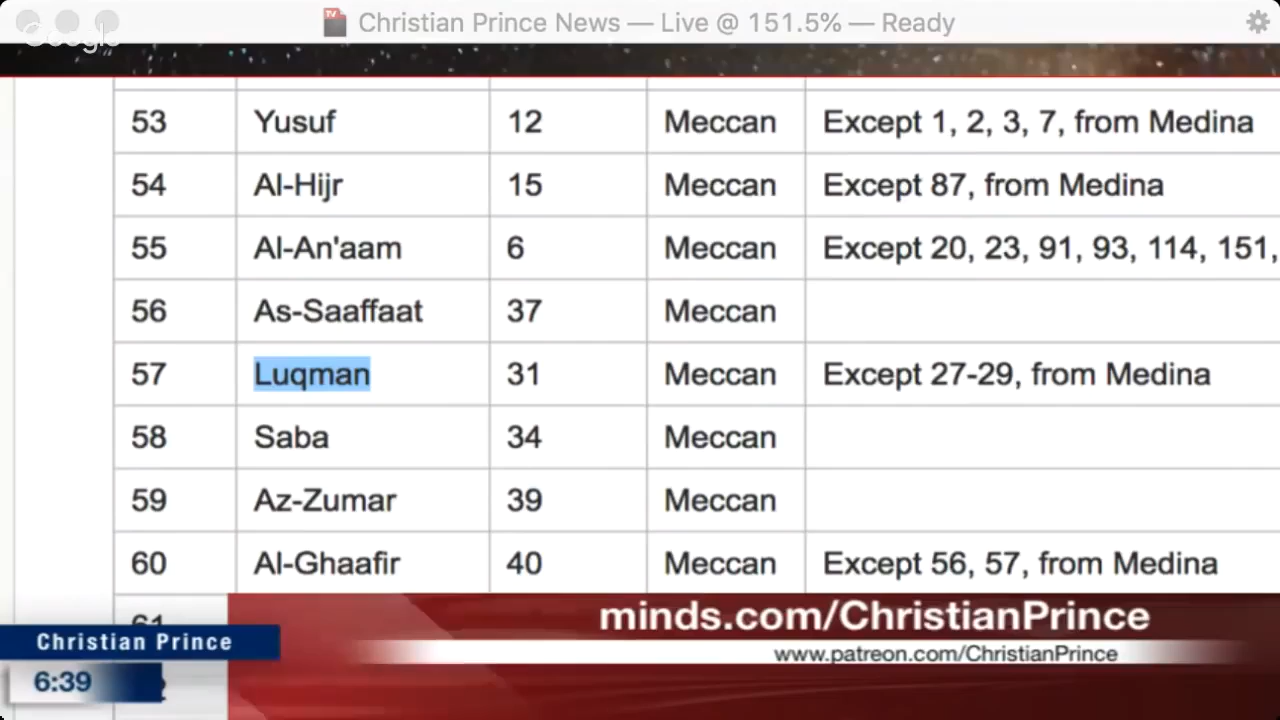 Christian Prince News — Live @ 151.5% — Ready
Google
53 Yusuf 12 Meccan Except 1, 2, 3, 7, from Medina
54 Al-Hijr 15 Meccan Except 87, from Medina
55 Al-An'aam 6 Meccan Except 20, 23, 91, 93, 114, 151,
56 As-Saaffaat 37 Meccan
57 Luqman 31 Meccan Except 27-29, from Medina
58 Saba 34 Meccan
59 Az-Zumar 39 Meccan
60 Al-Ghaafir 40 Meccan Except 56, 57, from Medina
61
minds.com/ChristianPrince
Christian Prince
www.patreon.com/ChristianPrince
6:39